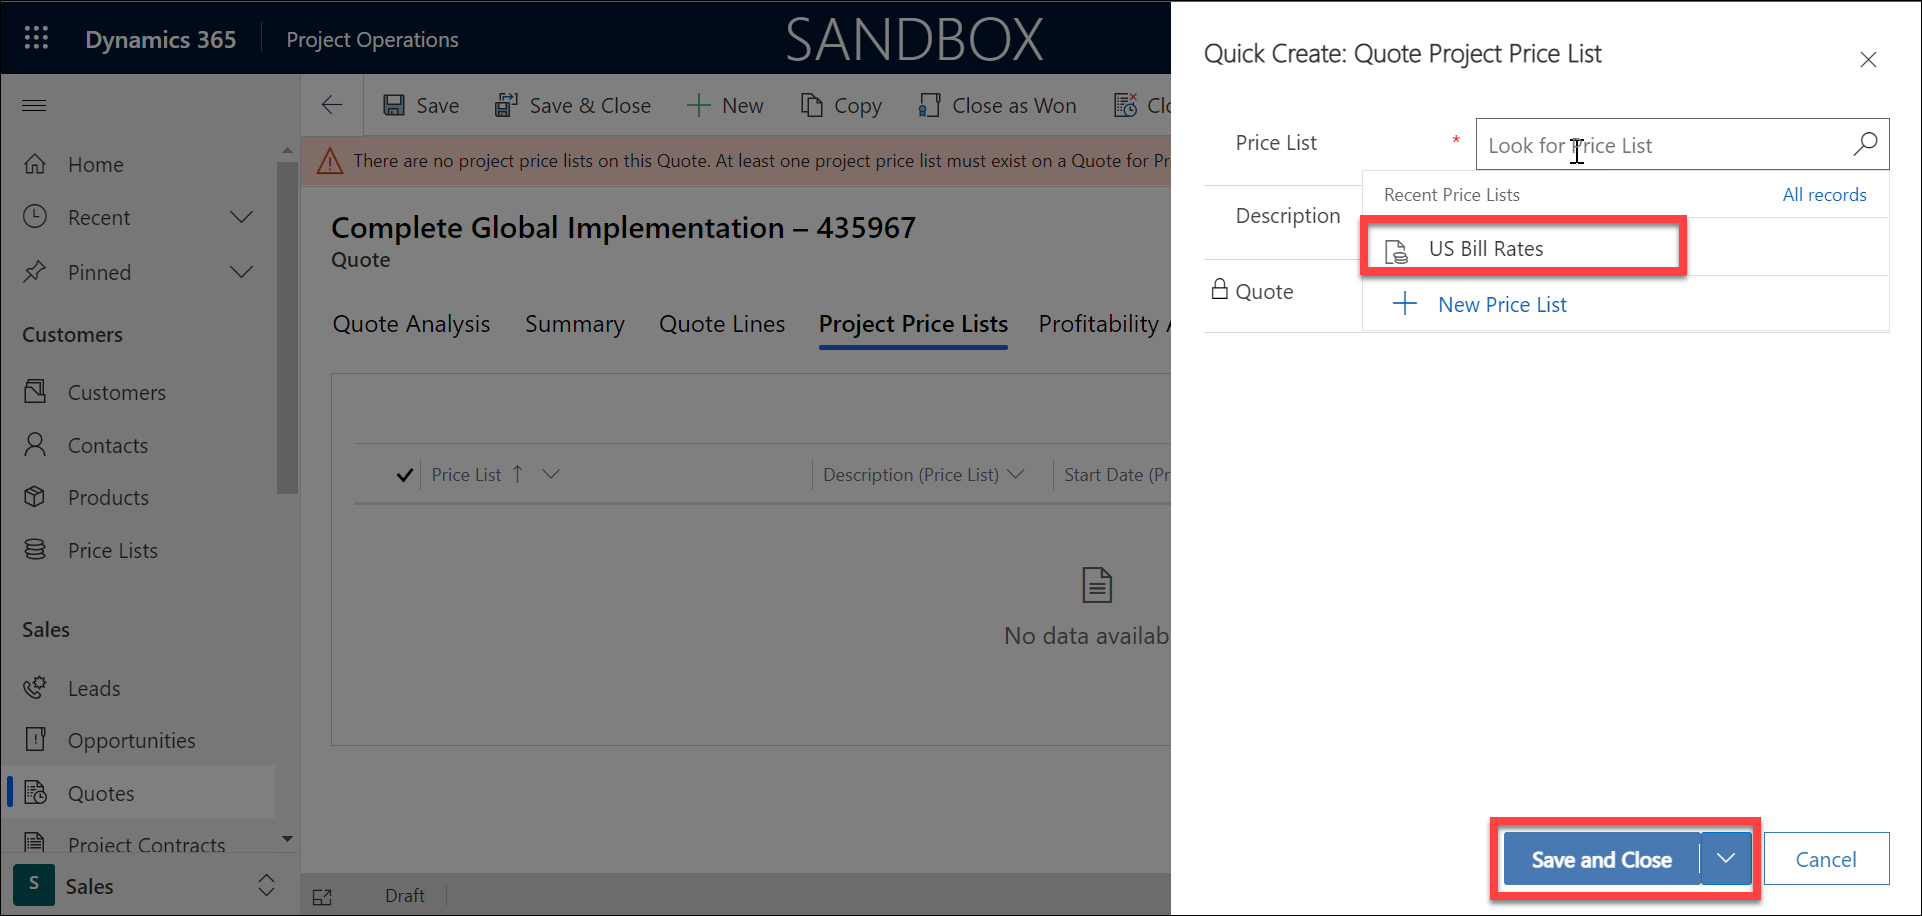 Dynamics 365
Project Operations
SANDBOX
Save
Save & Close
New
Copy
Close as Won
Clo
There are no project price lists on this Quote. At least one project price list must exist on a Quote for Pr
Home
Recent
Pinned
Customers
Customers
Contacts
Products
Price Lists
Sales
Leads
Opportunities
Quotes
Project Contracts
S
Sales
Complete Global Implementation – 435967
Quote
Quote Analysis
Summary
Quote Lines
Project Price Lists
Profitability A
Price List
Description (Price List)
Start Date (Pr
No data availab
Draft
Quick Create: Quote Project Price List
Price List
*
Look for Price List
Recent Price Lists
All records
Description
US Bill Rates
Quote
New Price List
Save and Close
Cancel